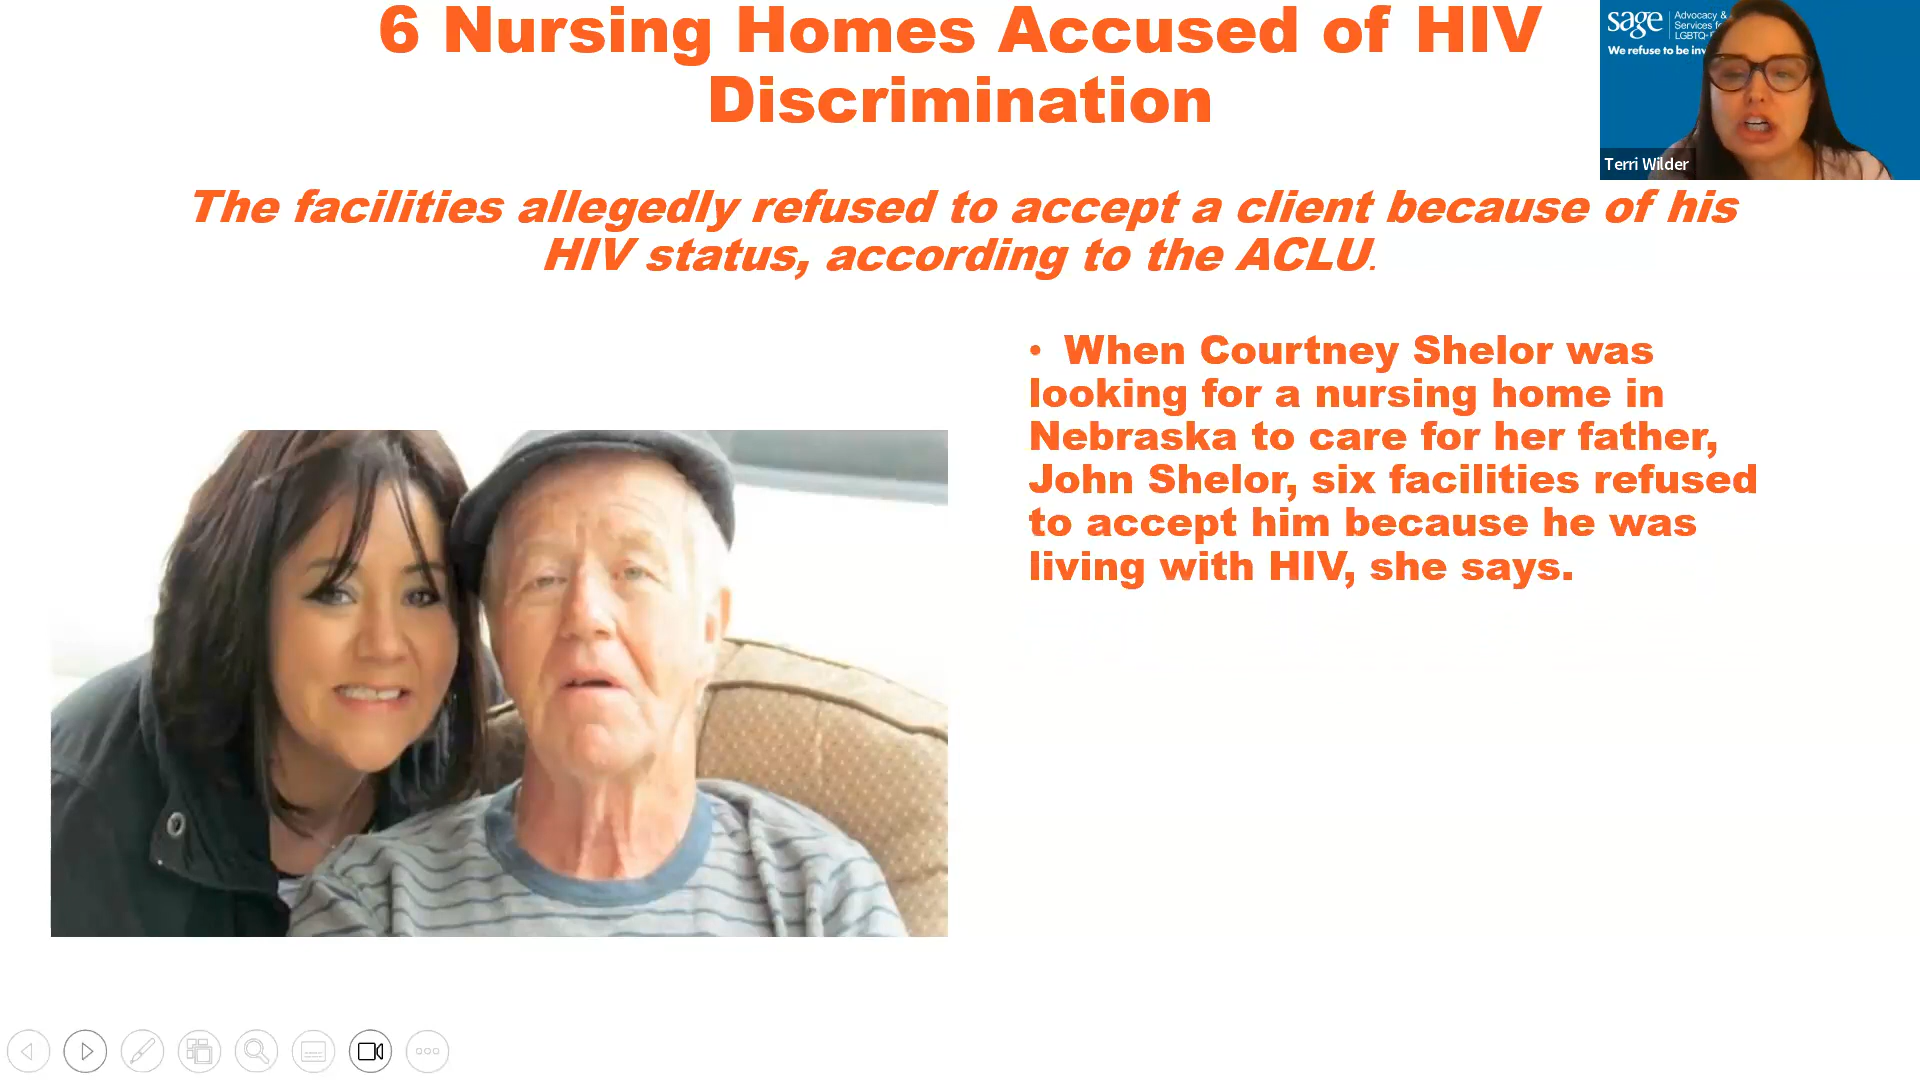 6 Nursing Homes Accused of HIV
Discrimination
sage
Advocacy &
Services
LGBTQ+
We refuse to be
Terri Wilder
The facilities allegedly refused to accept a client because of his
HIV status, according to the ACLU.
• When Courtney Shelor was
looking for a nursing home in
Nebraska to care for her father,
John Shelor, six facilities refused
to accept him because he was
living with HIV, she says.